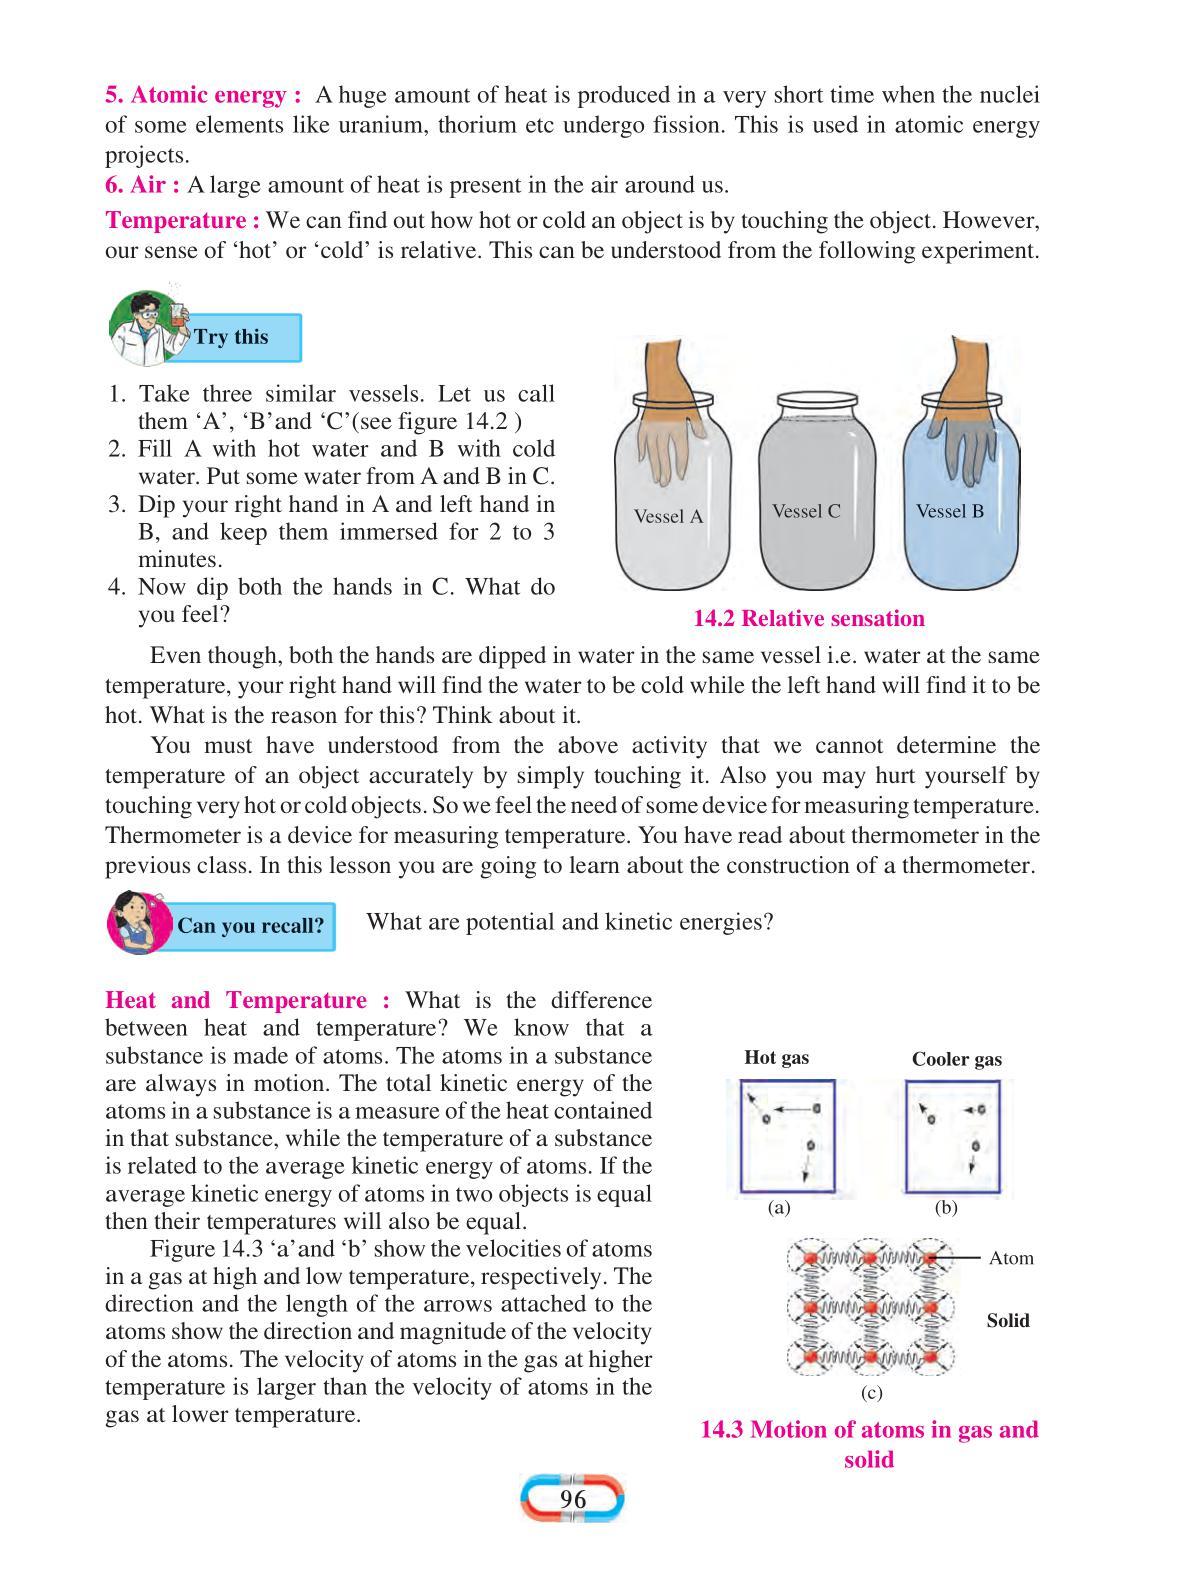 5. Atomic energy : A huge amount of heat is produced in a very short time when the nuclei
of some elements like uranium, thorium etc undergo fission. This is used in atomic energy
projects.
6. Air : A large amount of heat is present in the air around us.
Temperature : We can find out how hot or cold an object is by touching the object. However,
our sense of ‘hot’ or ‘cold’ is relative. This can be understood from the following experiment.
Try this
1. Take three similar vessels. Let us call
them ‘A’, ‘B’and ‘C’(see figure 14.2 )
2. Fill A with hot water and B with cold
water. Put some water from A and B in C.
3. Dip your right hand in A and left hand in
B, and keep them immersed for 2 to 3
minutes.
4. Now dip both the hands in C. What do
you feel?
Vessel A
Vessel C
Vessel B
14.2 Relative sensation
Even though, both the hands are dipped in water in the same vessel i.e. water at the same
temperature, your right hand will find the water to be cold while the left hand will find it to be
hot. What is the reason for this? Think about it.
You must have understood from the above activity that we cannot determine the
temperature of an object accurately by simply touching it. Also you may hurt yourself by
touching very hot or cold objects. So we feel the need of some device for measuring temperature.
Thermometer is a device for measuring temperature. You have read about thermometer in the
previous class. In this lesson you are going to learn about the construction of a thermometer.
Can you recall?
What are potential and kinetic energies?
Heat and Temperature : What is the difference
between heat and temperature? We know that a
substance is made of atoms. The atoms in a substance
are always in motion. The total kinetic energy of the
atoms in a substance is a measure of the heat contained
in that substance, while the temperature of a substance
is related to the average kinetic energy of atoms. If the
average kinetic energy of atoms in two objects is equal
then their temperatures will also be equal.
Figure 14.3 ‘a’and ‘b’ show the velocities of atoms
in a gas at high and low temperature, respectively. The
direction and the length of the arrows attached to the
atoms show the direction and magnitude of the velocity
of the atoms. The velocity of atoms in the gas at higher
temperature is larger than the velocity of atoms in the
gas at lower temperature.
Hot gas
Cooler gas
(a)
(b)
Atom
Solid
(c)
14.3 Motion of atoms in gas and
solid
96